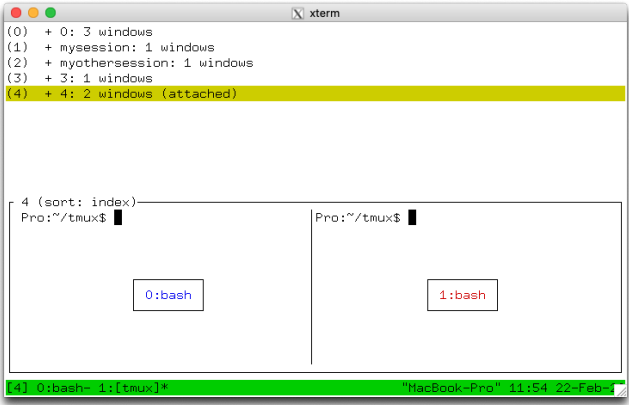 xterm
(0)  + 0: 3 windows
(1)  + mysession: 1 windows
(2)  + myothersession: 1 windows
(3)  + 3: 1 windows
(4)  + 4: 2 windows (attached)
4 (sort: index)
Pro:~/tmux$ Pro:~/tmux$
0:bash 1:bash
[4] 0:bash- 1:[tmux]* "MacBook-Pro" 11:54 22-Feb-